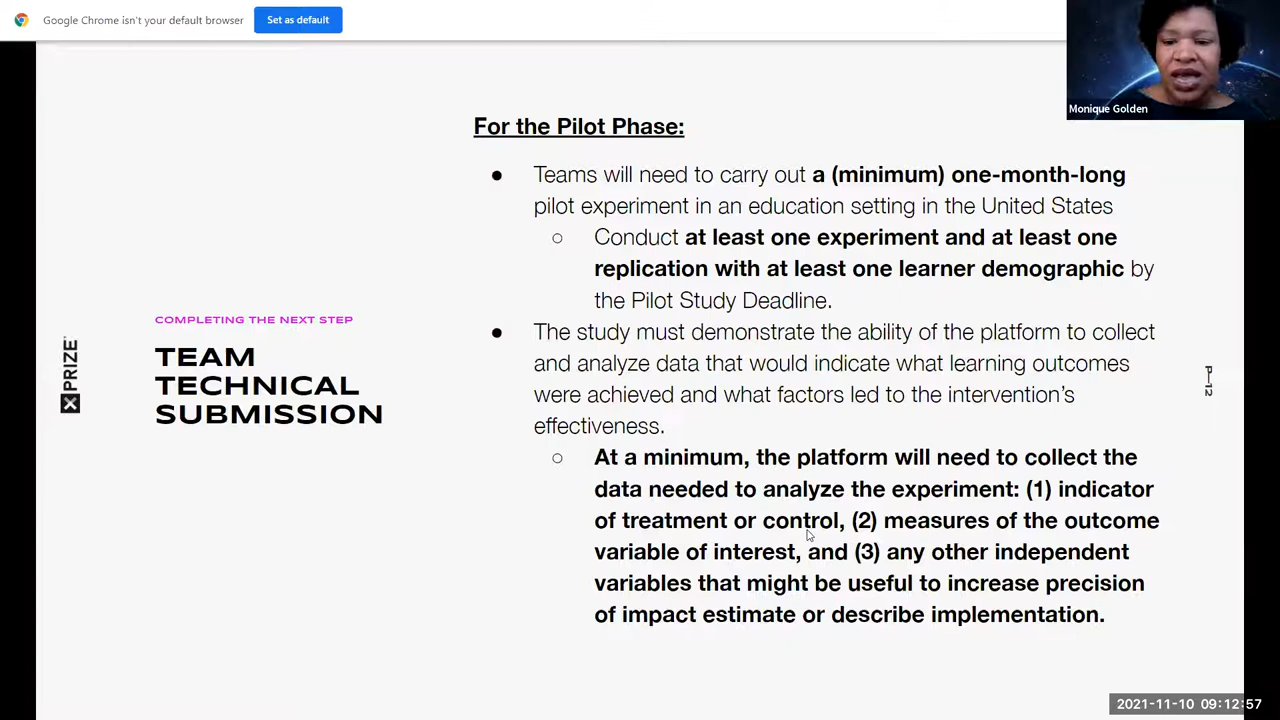 Google Chrome isn't your default browser
Set as default
Monique Golden
For the Pilot Phase:
● Teams will need to carry out a (minimum) one-month-long
pilot experiment in an education setting in the United States
○ Conduct at least one experiment and at least one
replication with at least one learner demographic by
the Pilot Study Deadline.
● The study must demonstrate the ability of the platform to collect
and analyze data that would indicate what learning outcomes
were achieved and what factors led to the intervention's
effectiveness.
○ At a minimum, the platform will need to collect the
data needed to analyze the experiment: (1) indicator
of treatment or control, (2) measures of the outcome
variable of interest, and (3) any other independent
variables that might be useful to increase precision
of impact estimate or describe implementation.
COMPLETING THE NEXT STEP
TEAM
TECHNICAL
SUBMISSION
XPRIZE
P—12
2021-11-10 09:12:57